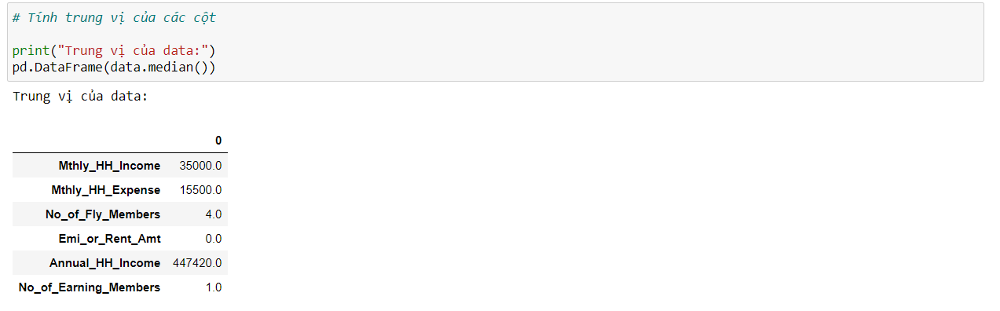 # Tính trung vị của các cột
print("Trung vị của data:")
pd.DataFrame(data.median())
Trung vị của data:
0
Mthly_HH_Income 35000.0
Mthly_HH_Expense 15500.0
No_of_Fly_Members 4.0
Emi_or_Rent_Amt 0.0
Annual_HH_Income 447420.0
No_of_Earning_Members 1.0